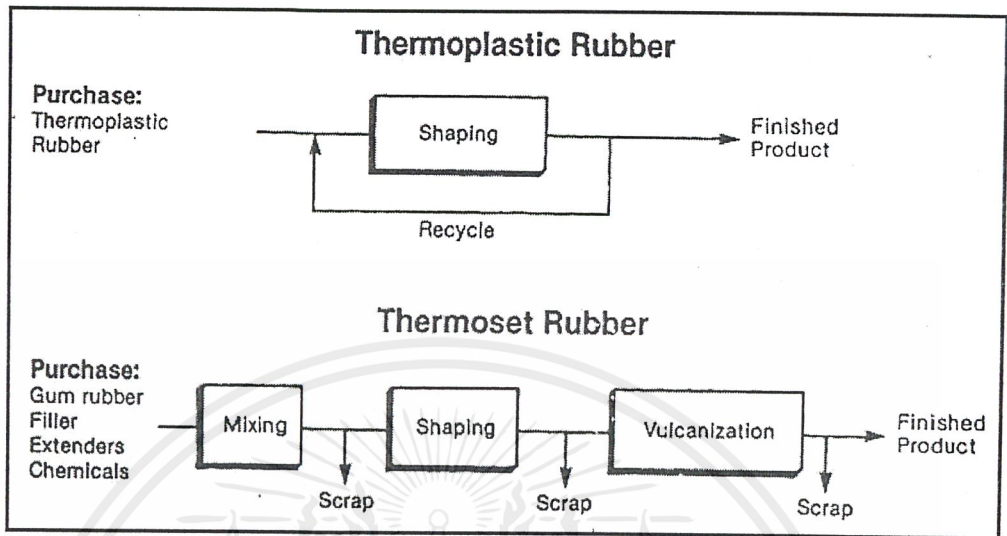 Thermoplastic Rubber
Purchase:
Thermoplastic
Rubber
Shaping
Finished
Product
Recycle
Thermoset Rubber
Purchase:
Gum rubber
Filler
Extenders
Chemicals
Mixing
Shaping
Vulcanization
Finished
Product
Scrap
Scrap
Scrap